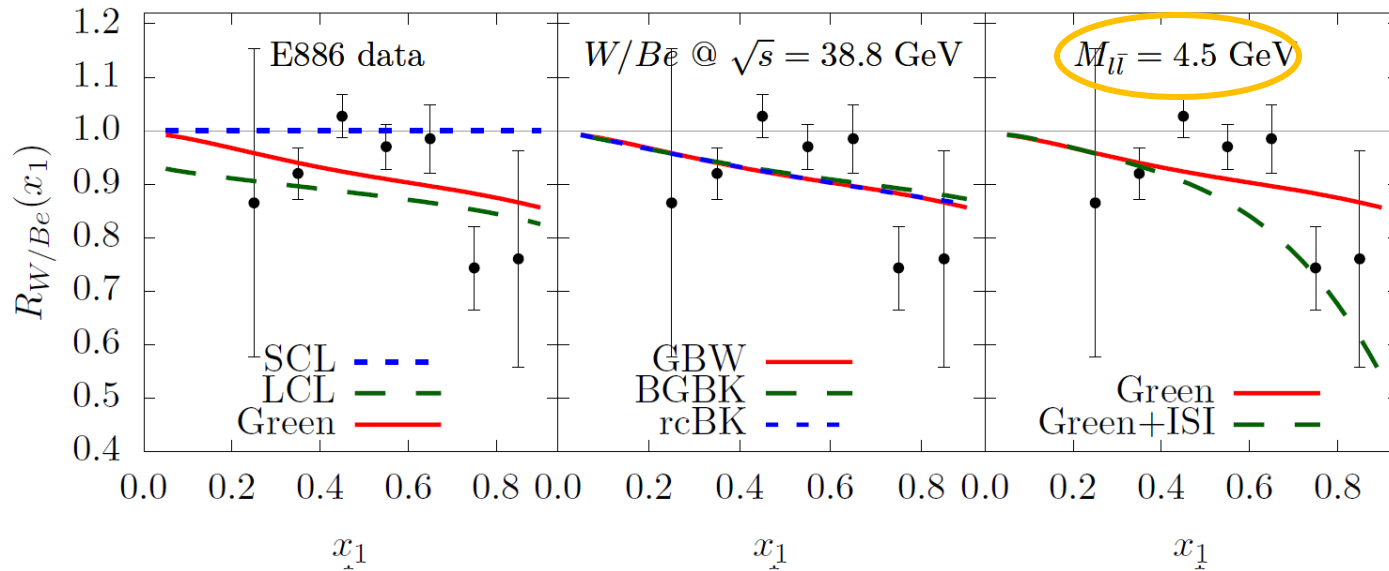 R_{W/Be}(x_1)
1.2
1.1
1.0
0.9
0.8
0.7
0.6
0.5
0.4
E886 data
SCL
LCL
Green
0.0 0.2 0.4 0.6 0.8
x_1
W/Be @ √s = 38.8 GeV
GBW
BGBK
rcBK
0.0 0.2 0.4 0.6 0.8
x_1
M_{ll̄} = 4.5 GeV
Green
Green+ISI
0.0 0.2 0.4 0.6 0.8
x_1